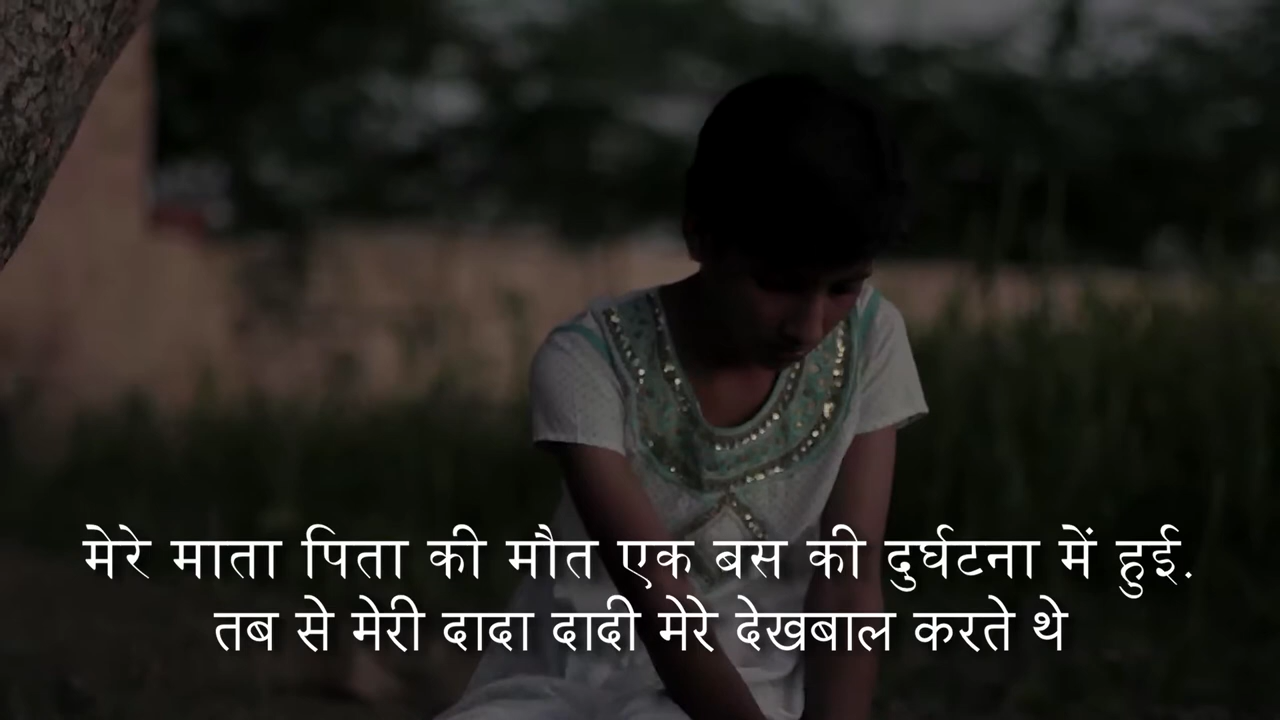 मेरे माता पिता की मौत एक बस की दुर्घटना में हुई.
तब से मेरी दादा दादी मेरे देखबाल करते थे